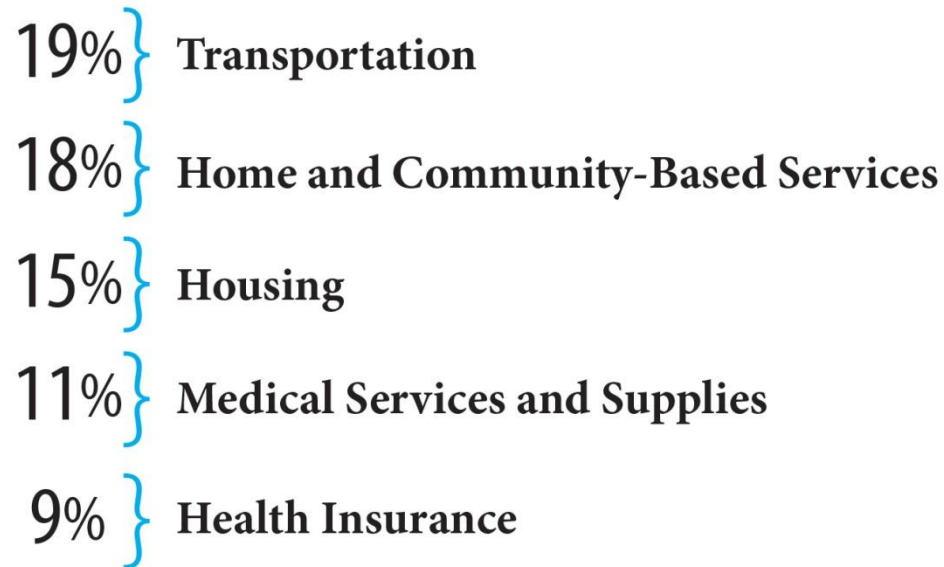 19% } Transportation
18% } Home and Community-Based Services
15% } Housing
11% } Medical Services and Supplies
9% } Health Insurance